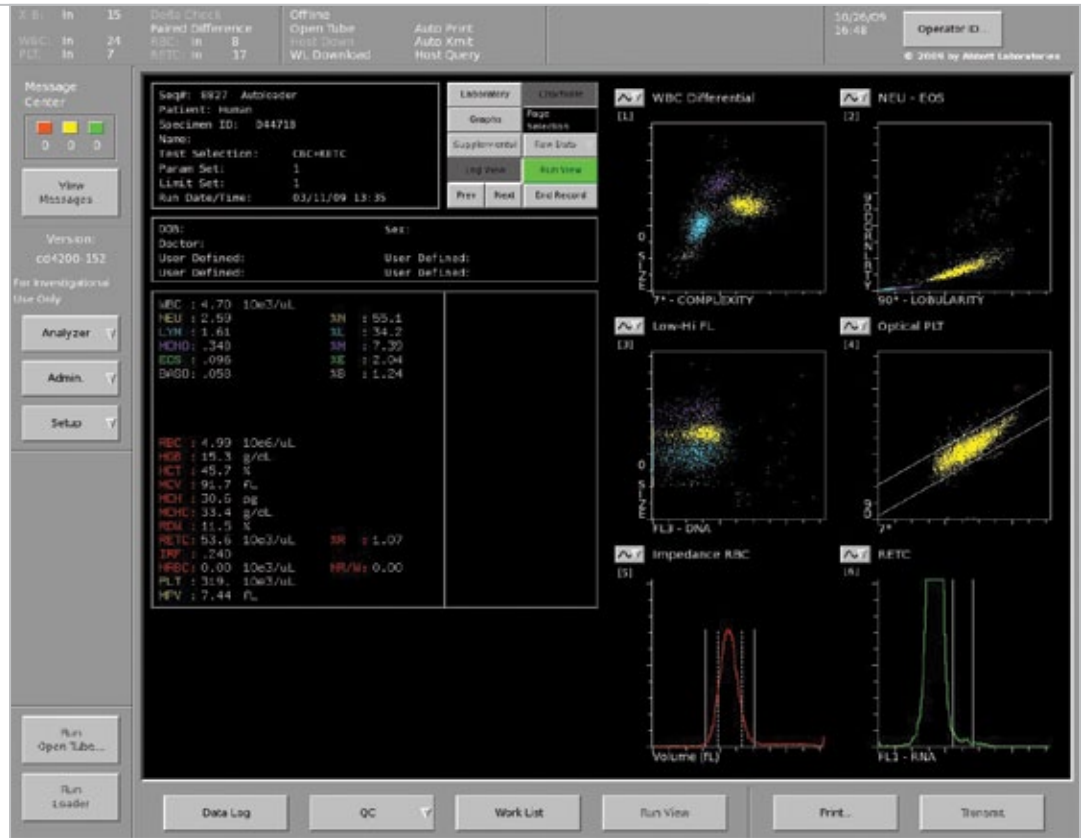 X-B: In 15
WBC: In 24
PLT: In 7
Delta Check
Paired Difference
RBC: in 8
RETC: in 17
Offline
Open Tube
Host Down
WL Download
Auto Print
Auto Xmit
Host Query
10/26/09
16:48
Operator ID...
© 2009 by Abbott Laboratories
Message
Center
0 0 0
View
Messages
Version:
cd4200-152
For Investigational
Use Only
Analyzer
Admin.
Setup
Run
Open Tube...
Run
Loader
Seq#: 8827 Autoloader
Patient: Human
Specimen ID: D44718
Name:
Test Selection: CBC+RETC
Param Set: 1
Limit Set: 1
Run Date/Time: 03/11/09 13:35
Laboratory
Chartable
Graphs
Page
Selection
Supplemental
Raw Data
Log View
Run View
Prev Next End Record
DOB: Sex:
Doctor:
User Defined: User Defined:
User Defined: User Defined:
WBC : 4.70 10e3/uL
NEU : 2.59 %N : 55.1
LYM : 1.61 %L : 34.2
MONO: .348 %M : 7.39
EOS : .096 %E : 2.04
BASO: .058 %B : 1.24
RBC : 4.99 10e6/uL
HGB : 15.3 g/dL
HCT : 45.7 %
MCV : 91.7 fL
MCH : 30.6 pg
MCHC: 33.4 g/dL
RDW : 11.5 %
RETC: 53.6 10e3/uL %R : 1.07
IRF : .240
NRBC: 0.00 10e3/uL NR/W: 0.00
PLT : 319. 10e3/uL
MPV : 7.44 fL
WBC Differential
[1]
0° SIZE
7° - COMPLEXITY
NEU - EOS
[2]
90D GRNLRTY
90° - LOBULARITY
Low-Hi FL
[3]
0° SIZE
FL3 - DNA
Optical PLT
[4]
90
7°
Impedance RBC
[5]
Volume (fL)
RETC
[6]
FL1 - RNA
Data Log
QC
Work List
Run View
Print...
Transmit